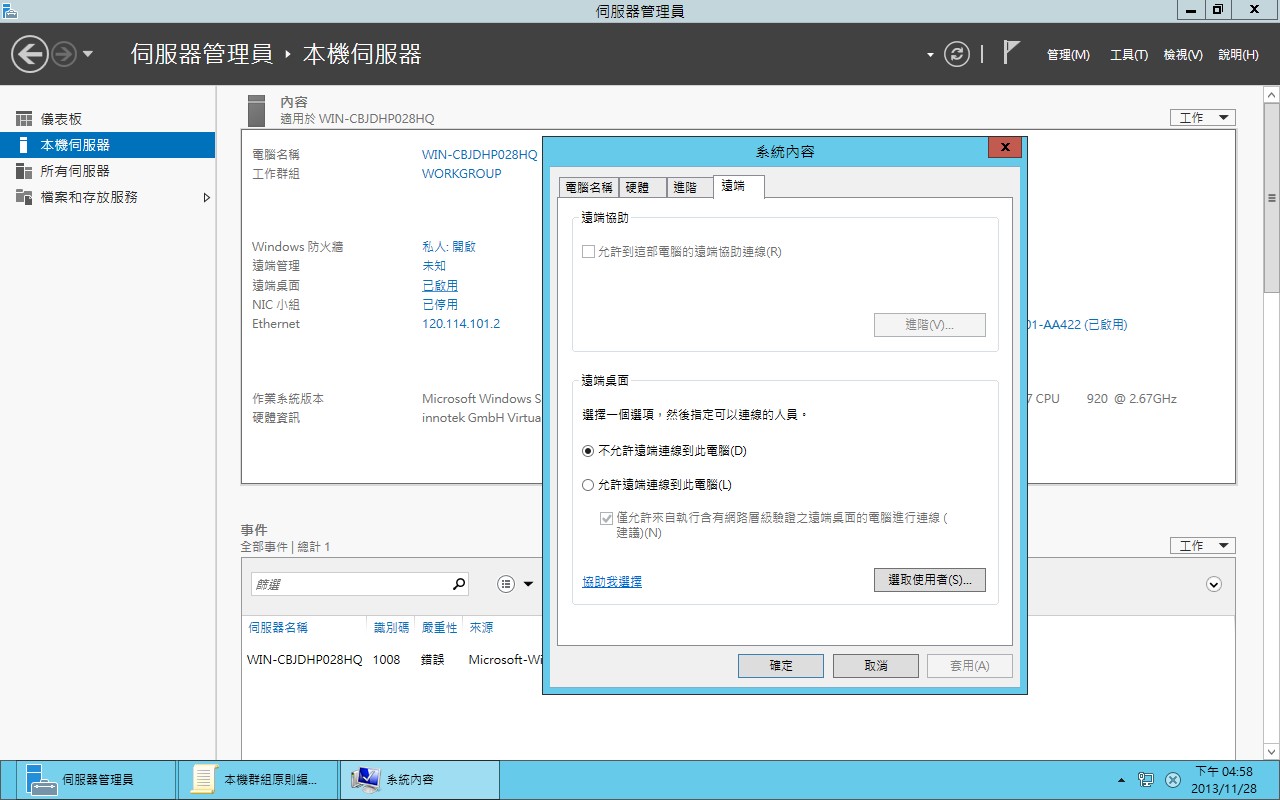 伺服器管理員
伺服器管理員 ‣ 本機伺服器
管理(M) 工具(T) 檢視(V) 說明(H)
儀表板
本機伺服器
所有伺服器
檔案和存放服務
內容
適用於 WIN-CBJDHP028HQ
工作
電腦名稱 WIN-CBJDHP028HQ
工作群組 WORKGROUP
Windows 防火牆 私人: 開啟
遠端管理 未知
遠端桌面 已啟用
NIC 小組 已停用
Ethernet 120.114.101.2
01-AA422 (已啟用)
作業系統版本 Microsoft Windows S
硬體資訊 innotek GmbH Virtua
7 CPU 920 @ 2.67GHz
系統內容
電腦名稱 硬體 進階 遠端
遠端協助
允許到這部電腦的遠端協助連線(R)
進階(V)...
遠端桌面
選擇一個選項，然後指定可以連線的人員。
不允許遠端連線到此電腦(D)
允許遠端連線到此電腦(L)
僅允許來自執行含有網路層級驗證之遠端桌面的電腦進行連線 (
建議)(N)
協助我選擇
選取使用者(S)...
確定 取消 套用(A)
事件
全部事件 | 總計 1
工作
篩選
伺服器名稱 識別碼 嚴重性 來源
WIN-CBJDHP028HQ 1008 錯誤 Microsoft-Wi
伺服器管理員 本機群組原則編... 系統內容
下午 04:58
2013/11/28